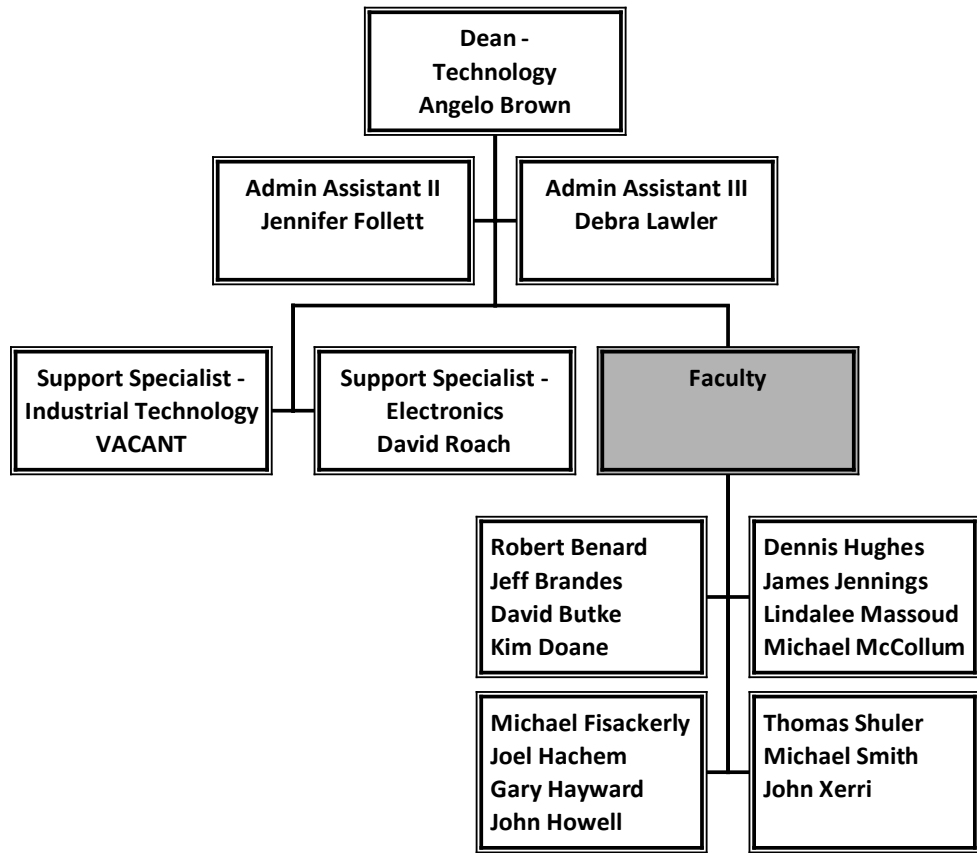 Dean -
Technology
Angelo Brown
Admin Assistant II
Jennifer Follett
Admin Assistant III
Debra Lawler
Support Specialist -
Industrial Technology
VACANT
Support Specialist -
Electronics
David Roach
Faculty
Robert Benard
Jeff Brandes
David Butke
Kim Doane
Dennis Hughes
James Jennings
Lindalee Massoud
Michael McCollum
Michael Fisackerly
Joel Hachem
Gary Hayward
John Howell
Thomas Shuler
Michael Smith
John Xerri